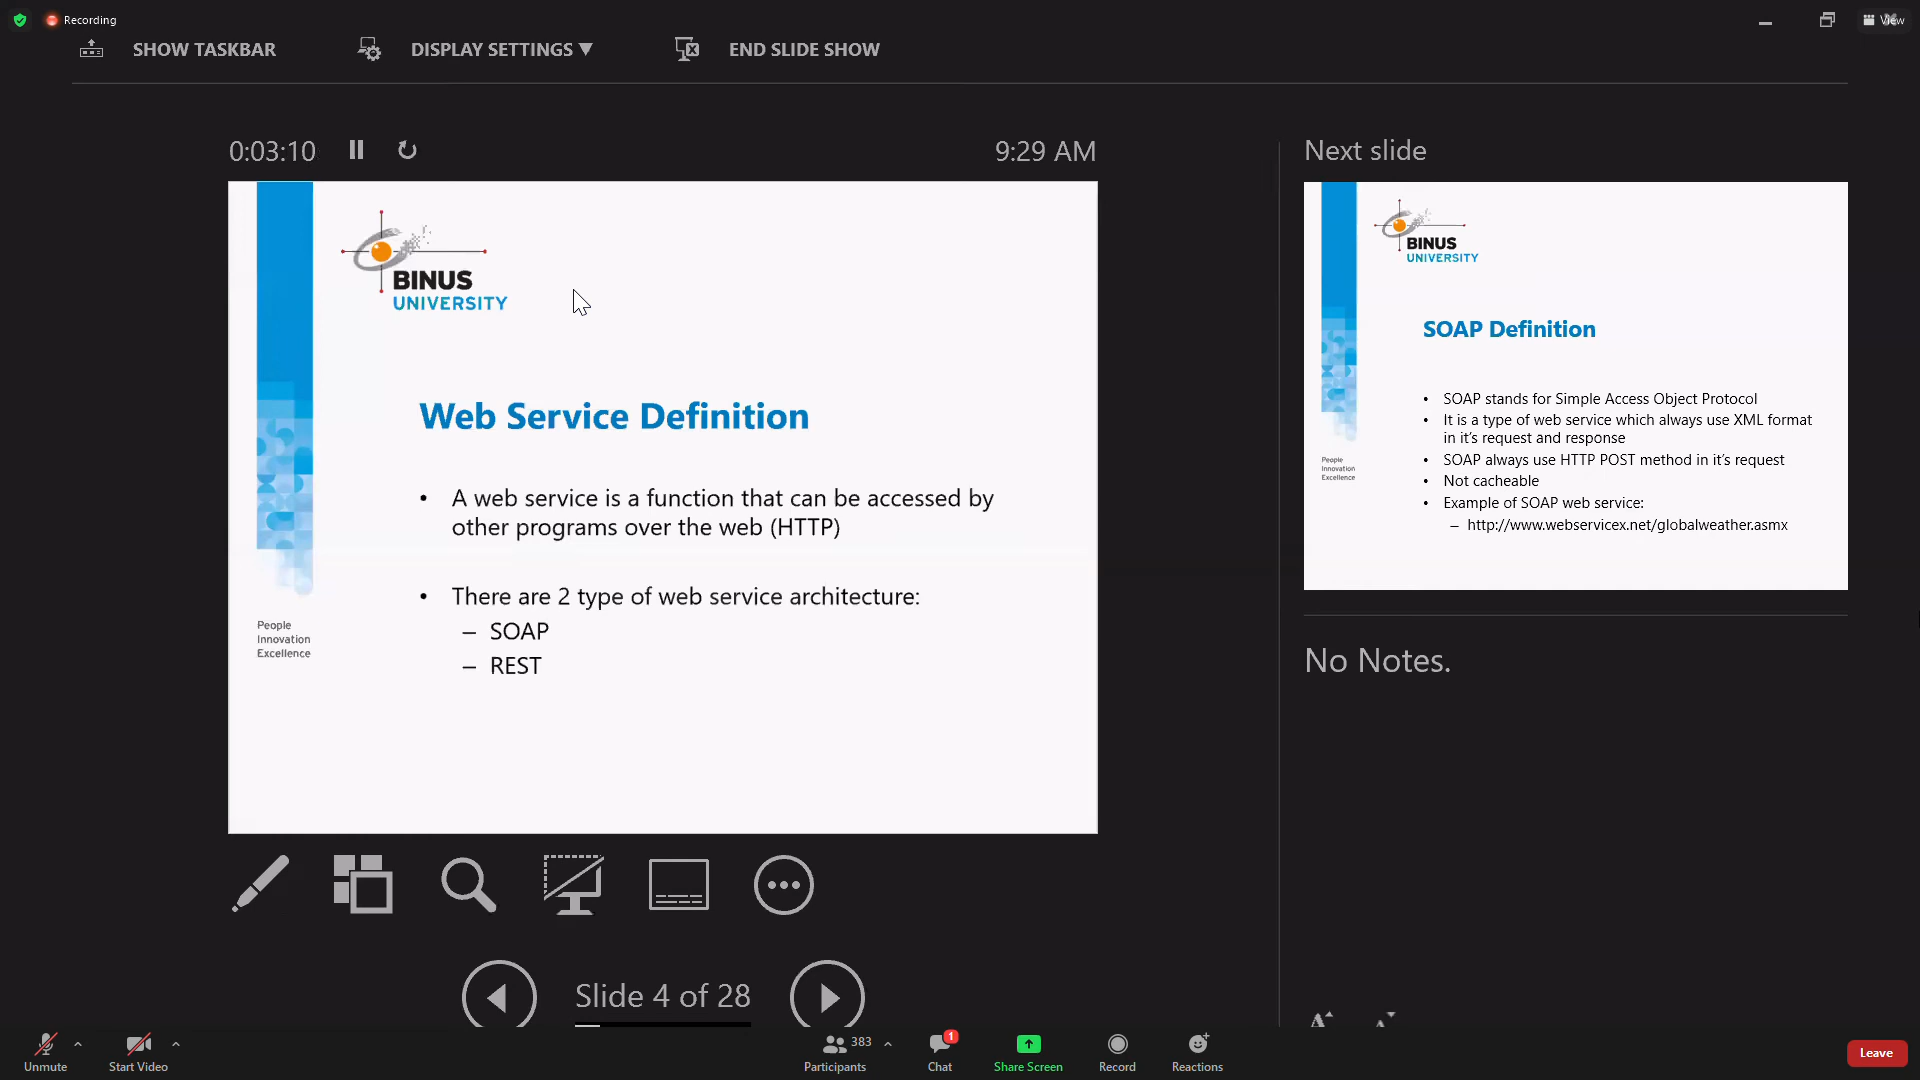 Recording
View
SHOW TASKBAR
DISPLAY SETTINGS ▼
END SLIDE SHOW
0:03:10
9:29 AM
BINUS
UNIVERSITY
Web Service Definition
• A web service is a function that can be accessed by
other programs over the web (HTTP)
• There are 2 type of web service architecture:
– SOAP
– REST
People
Innovation
Excellence
Next slide
BINUS
UNIVERSITY
SOAP Definition
• SOAP stands for Simple Access Object Protocol
• It is a type of web service which always use XML format
in it's request and response
• SOAP always use HTTP POST method in it's request
• Not cacheable
• Example of SOAP web service:
– http://www.webservicex.net/globalweather.asmx
People
Innovation
Excellence
No Notes.
Slide 4 of 28
A A
Unmute
Start Video
383
Participants
1
Chat
Share Screen
Record
Reactions
Leave